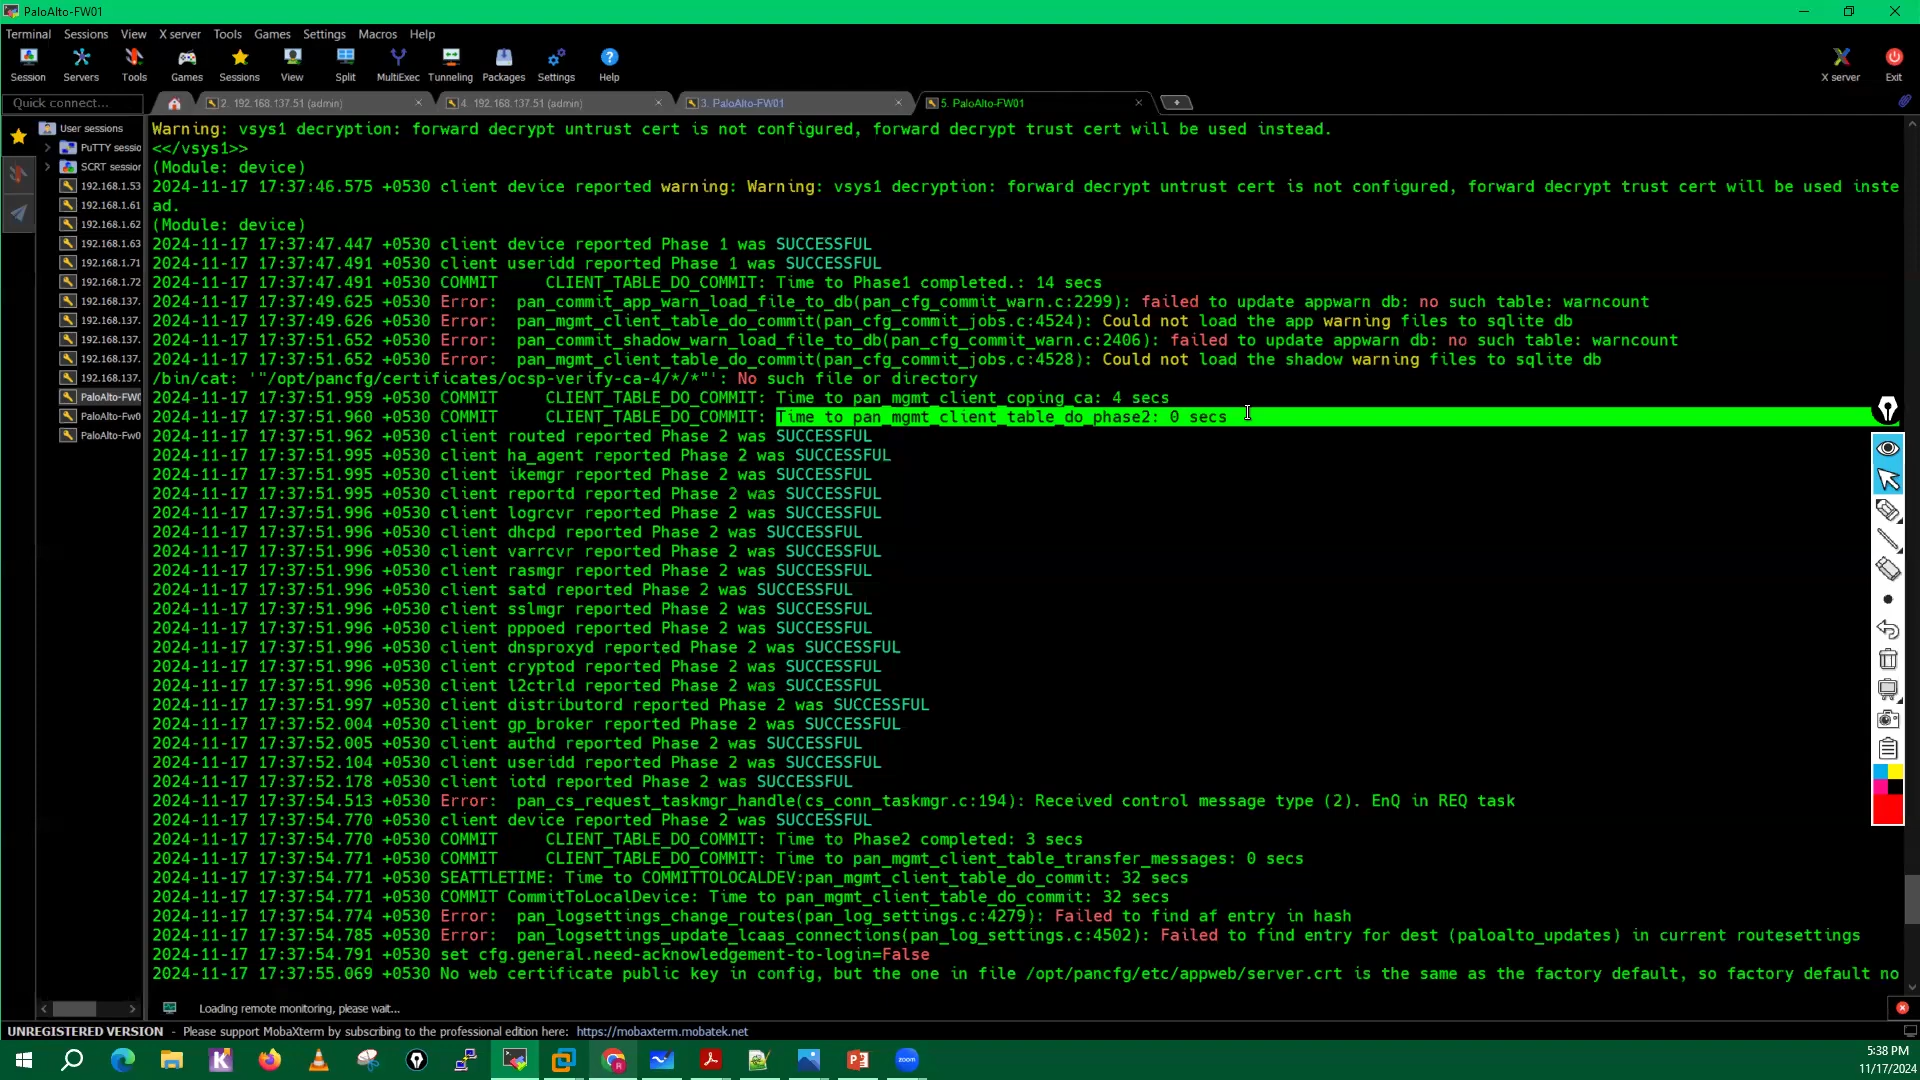 PaloAlto-FW01
Terminal Sessions View X server Tools Games Settings Macros Help
Session Servers Tools Games Sessions View Split MultiExec Tunneling Packages Settings Help X server Exit
Quick connect... 2. 192.168.137.51 (admin) 4. 192.168.137.51 (admin) 3. PaloAlto-FW01 5. PaloAlto-FW01
User sessions
PuTTY sessio
SCRT session
192.168.1.53
192.168.1.61
192.168.1.62
192.168.1.63
192.168.1.71
192.168.1.72
192.168.137.
192.168.137.
192.168.137.
192.168.137.
192.168.137.
PaloAlto-FW0
PaloAlto-Fw0
PaloAlto-Fw0
Warning: vsys1 decryption: forward decrypt untrust cert is not configured, forward decrypt trust cert will be used instead.
<</vsys1>>
(Module: device)
2024-11-17 17:37:46.575 +0530 client device reported warning: Warning: vsys1 decryption: forward decrypt untrust cert is not configured, forward decrypt trust cert will be used inste
ad.
(Module: device)
2024-11-17 17:37:47.447 +0530 client device reported Phase 1 was SUCCESSFUL
2024-11-17 17:37:47.491 +0530 client useridd reported Phase 1 was SUCCESSFUL
2024-11-17 17:37:47.491 +0530 COMMIT CLIENT_TABLE_DO_COMMIT: Time to Phase1 completed.: 14 secs
2024-11-17 17:37:49.625 +0530 Error: pan_commit_app_warn_load_file_to_db(pan_cfg_commit_warn.c:2299): failed to update appwarn db: no such table: warncount
2024-11-17 17:37:49.626 +0530 Error: pan_mgmt_client_table_do_commit(pan_cfg_commit_jobs.c:4524): Could not load the app warning files to sqlite db
2024-11-17 17:37:51.652 +0530 Error: pan_commit_shadow_warn_load_file_to_db(pan_cfg_commit_warn.c:2406): failed to update appwarn db: no such table: warncount
2024-11-17 17:37:51.652 +0530 Error: pan_mgmt_client_table_do_commit(pan_cfg_commit_jobs.c:4528): Could not load the shadow warning files to sqlite db
/bin/cat: '"/opt/pancfg/certificates/ocsp-verify-ca-4/*/*"': No such file or directory
2024-11-17 17:37:51.959 +0530 COMMIT CLIENT_TABLE_DO_COMMIT: Time to pan_mgmt_client_coping_ca: 4 secs
2024-11-17 17:37:51.960 +0530 COMMIT CLIENT_TABLE_DO_COMMIT: Time to pan_mgmt_client_table_do_phase2: 0 secs
2024-11-17 17:37:51.962 +0530 client routed reported Phase 2 was SUCCESSFUL
2024-11-17 17:37:51.995 +0530 client ha_agent reported Phase 2 was SUCCESSFUL
2024-11-17 17:37:51.995 +0530 client ikemgr reported Phase 2 was SUCCESSFUL
2024-11-17 17:37:51.995 +0530 client reportd reported Phase 2 was SUCCESSFUL
2024-11-17 17:37:51.996 +0530 client logrcvr reported Phase 2 was SUCCESSFUL
2024-11-17 17:37:51.996 +0530 client dhcpd reported Phase 2 was SUCCESSFUL
2024-11-17 17:37:51.996 +0530 client varrcvr reported Phase 2 was SUCCESSFUL
2024-11-17 17:37:51.996 +0530 client rasmgr reported Phase 2 was SUCCESSFUL
2024-11-17 17:37:51.996 +0530 client satd reported Phase 2 was SUCCESSFUL
2024-11-17 17:37:51.996 +0530 client sslmgr reported Phase 2 was SUCCESSFUL
2024-11-17 17:37:51.996 +0530 client pppoed reported Phase 2 was SUCCESSFUL
2024-11-17 17:37:51.996 +0530 client dnsproxyd reported Phase 2 was SUCCESSFUL
2024-11-17 17:37:51.996 +0530 client cryptod reported Phase 2 was SUCCESSFUL
2024-11-17 17:37:51.996 +0530 client l2ctrld reported Phase 2 was SUCCESSFUL
2024-11-17 17:37:51.997 +0530 client distributord reported Phase 2 was SUCCESSFUL
2024-11-17 17:37:52.004 +0530 client gp_broker reported Phase 2 was SUCCESSFUL
2024-11-17 17:37:52.005 +0530 client authd reported Phase 2 was SUCCESSFUL
2024-11-17 17:37:52.104 +0530 client useridd reported Phase 2 was SUCCESSFUL
2024-11-17 17:37:52.178 +0530 client iotd reported Phase 2 was SUCCESSFUL
2024-11-17 17:37:54.513 +0530 Error: pan_cs_request_taskmgr_handle(cs_conn_taskmgr.c:194): Received control message type (2). EnQ in REQ task
2024-11-17 17:37:54.770 +0530 client device reported Phase 2 was SUCCESSFUL
2024-11-17 17:37:54.770 +0530 COMMIT CLIENT_TABLE_DO_COMMIT: Time to Phase2 completed: 3 secs
2024-11-17 17:37:54.771 +0530 COMMIT CLIENT_TABLE_DO_COMMIT: Time to pan_mgmt_client_table_transfer_messages: 0 secs
2024-11-17 17:37:54.771 +0530 SEATTLETIME: Time to COMMITTOLOCALDEV:pan_mgmt_client_table_do_commit: 32 secs
2024-11-17 17:37:54.771 +0530 COMMIT CommitToLocalDevice: Time to pan_mgmt_client_table_do_commit: 32 secs
2024-11-17 17:37:54.774 +0530 Error: pan_logsettings_change_routes(pan_log_settings.c:4279): Failed to find af entry in hash
2024-11-17 17:37:54.785 +0530 Error: pan_logsettings_update_lcaas_connections(pan_log_settings.c:4502): Failed to find entry for dest (paloalto_updates) in current routesettings
2024-11-17 17:37:54.791 +0530 set cfg.general.need-acknowledgement-to-login=False
2024-11-17 17:37:55.069 +0530 No web certificate public key in config, but the one in file /opt/pancfg/etc/appweb/server.crt is the same as the factory default, so factory default no
Loading remote monitoring, please wait...
UNREGISTERED VERSION - Please support MobaXterm by subscribing to the professional edition here: https://mobaxterm.mobatek.net
5:38 PM
11/17/2024